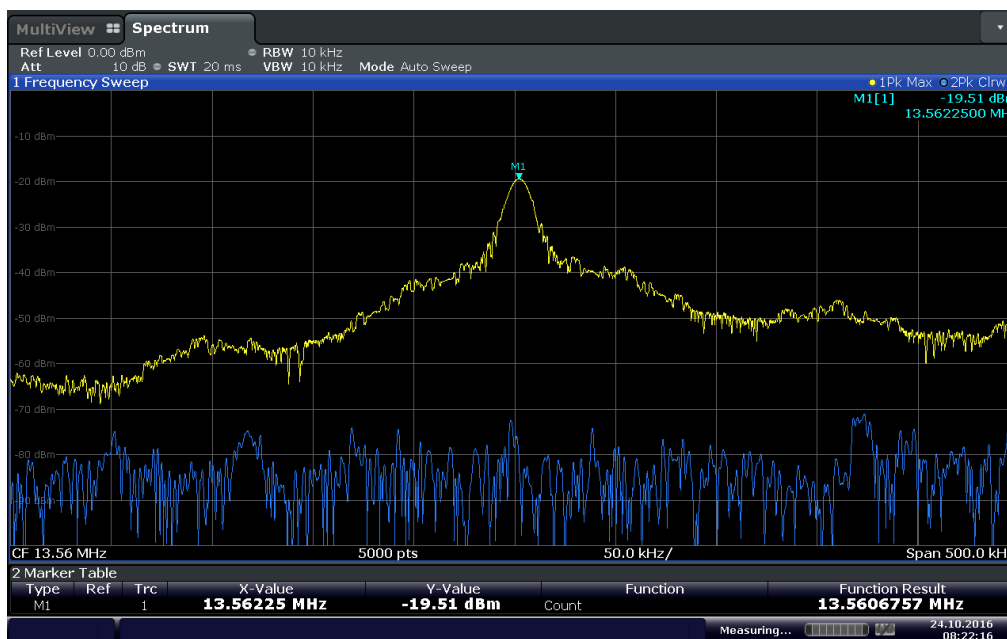 MultiView Spectrum
Ref Level 0.00 dBm RBW 10 kHz
Att 10 dB SWT 20 ms VBW 10 kHz Mode Auto Sweep
1 Frequency Sweep 1Pk Max 2Pk Clrw
M1[1] -19.51 dBm
13.5622500 MH
-10 dBm
M1
-20 dBm
-30 dBm
-40 dBm
-50 dBm
-60 dBm
-70 dBm
-80 dBm
-90 dBm
CF 13.56 MHz 5000 pts 50.0 kHz/ Span 500.0 kH
2 Marker Table
Type Ref Trc X-Value Y-Value Function Function Result
M1 1 13.56225 MHz -19.51 dBm Count 13.5606757 MHz
Measuring... 24.10.2016
08:22:16